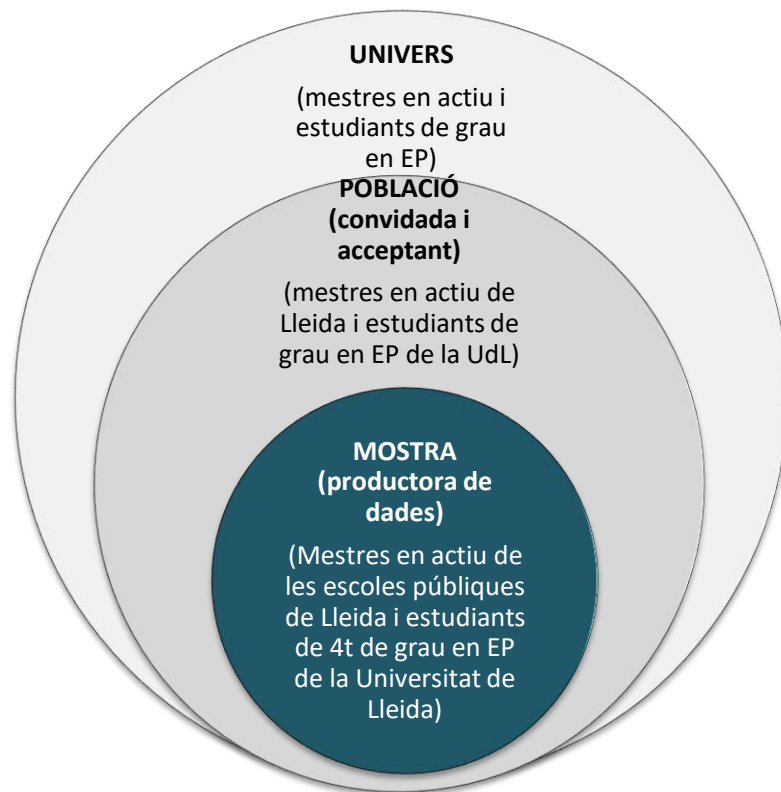 UNIVERS
(mestres en actiu i
estudiants de grau
en EP)
POBLACIÓ
(convidada i
acceptant)
(mestres en actiu de
Lleida i estudiants de
grau en EP de la UdL)
MOSTRA
(productora de
dades)
(Mestres en actiu de
les escoles públiques
de Lleida i estudiants
de 4t de grau en EP
de la Universitat de
Lleida)